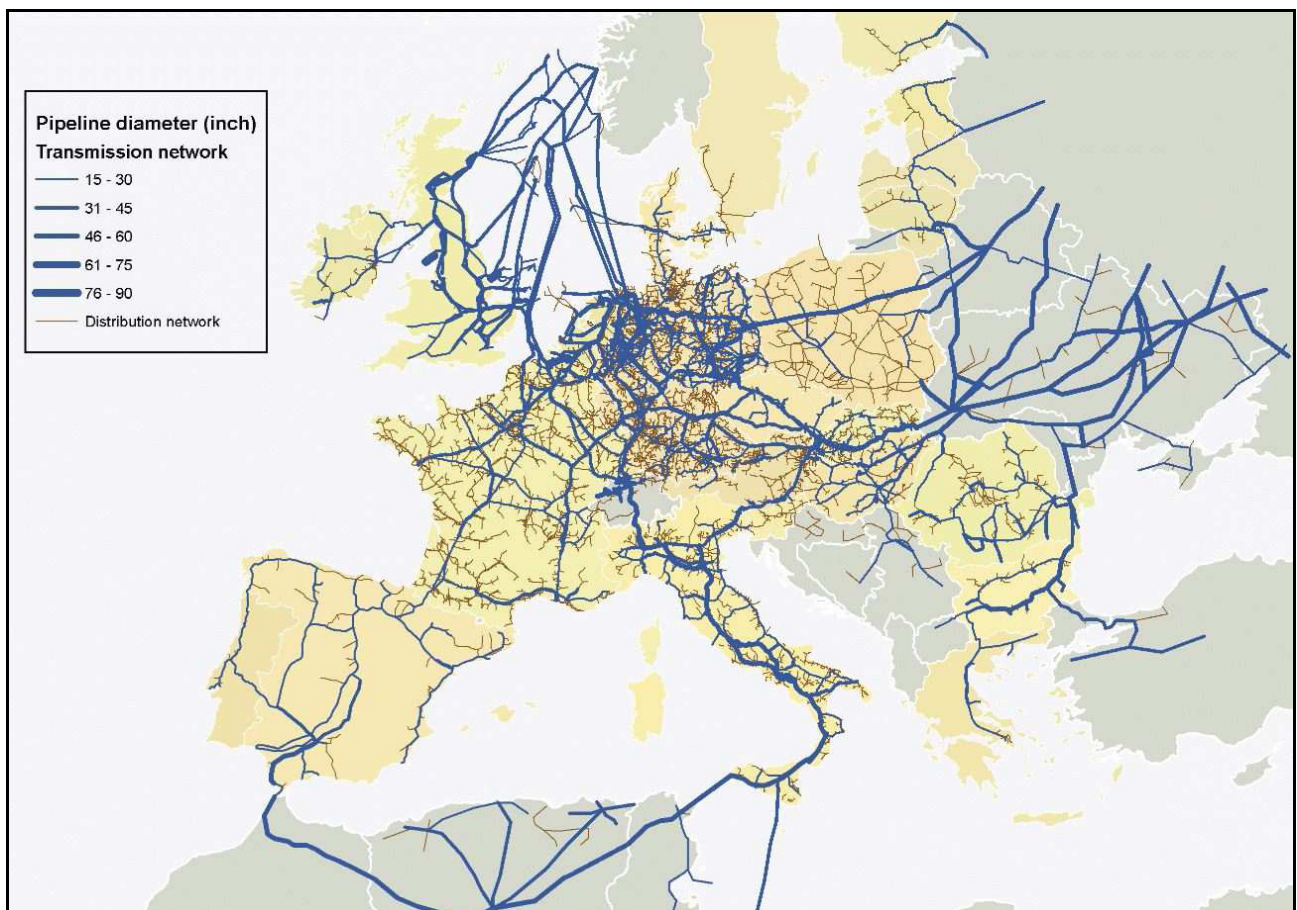 Pipeline diameter (inch)
Transmission network
15 - 30
31 - 45
46 - 60
61 - 75
76 - 90
Distribution network